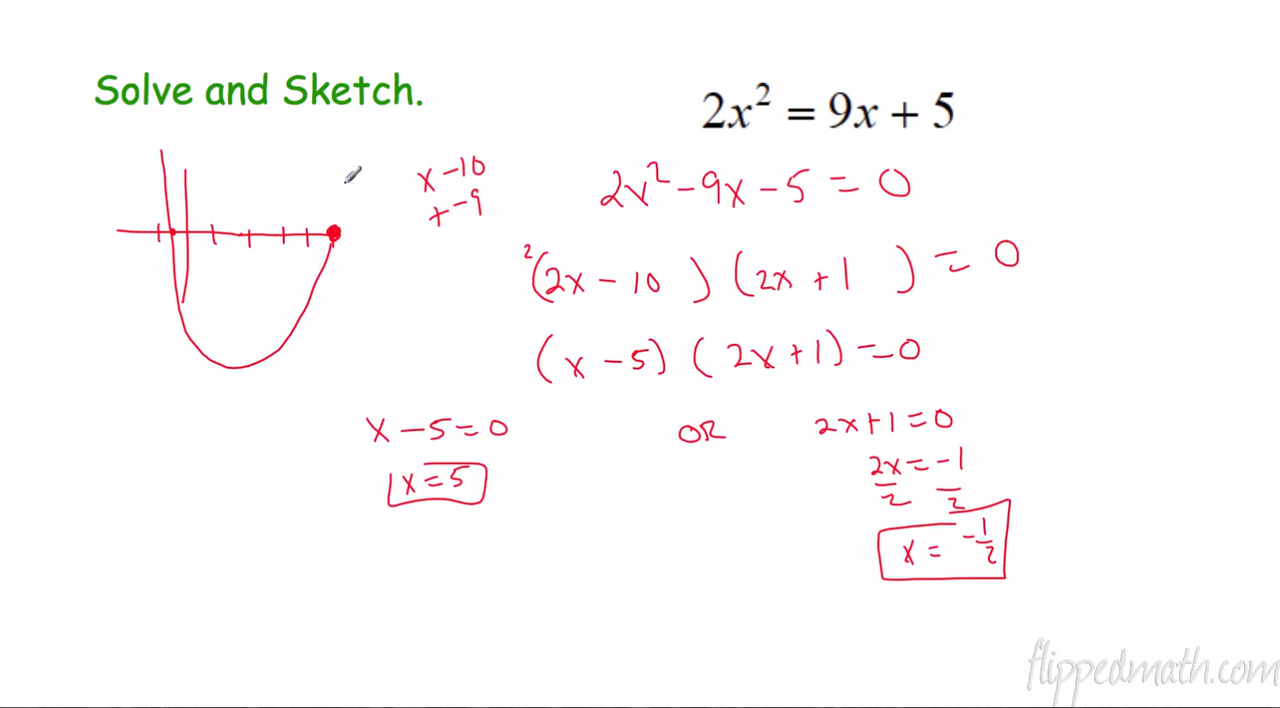 Solve and Sketch.
2x² = 9x + 5
x -10
+ -9
2x² - 9x - 5 = 0
²(2x - 10 ) (2x + 1 ) = 0
(x - 5) (2x + 1) = 0
x - 5 = 0 OR 2x + 1 = 0
x = 5
2x = -1
2 2
x = -1/2
flippedmath.com